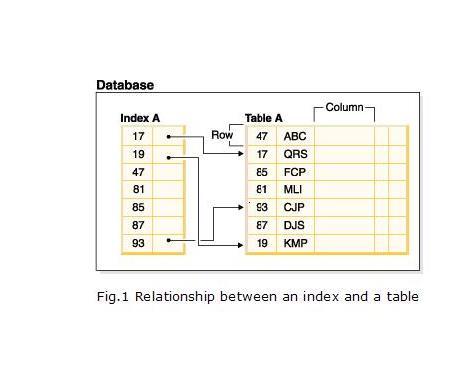 Database
Index A
17
19
47
81
85
87
93
Row
Table A
Column
47 ABC
17 QRS
85 FCP
81 MLI
93 CJP
87 DJS
19 KMP
Fig.1 Relationship between an index and a table